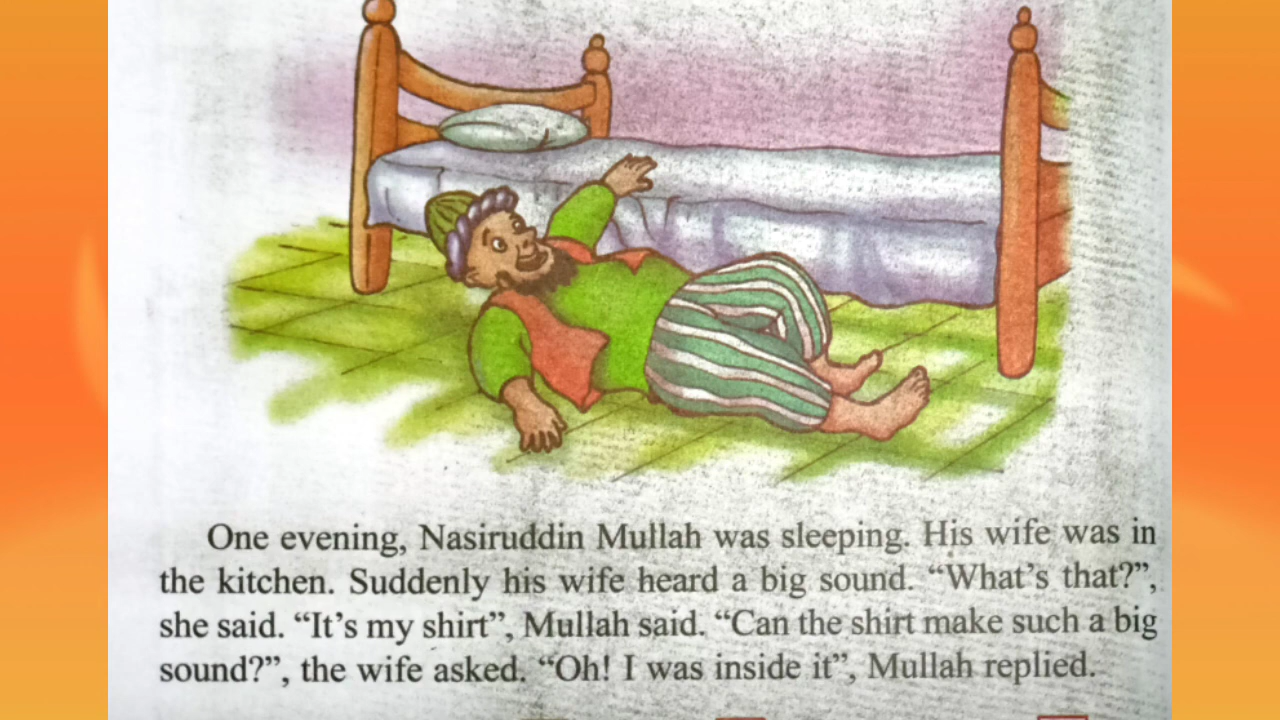 One evening, Nasiruddin Mullah was sleeping. His wife was in
the kitchen. Suddenly his wife heard a big sound. “What’s that?”,
she said. “It’s my shirt”, Mullah said. “Can the shirt make such a big
sound?”, the wife asked. “Oh! I was inside it”, Mullah replied.